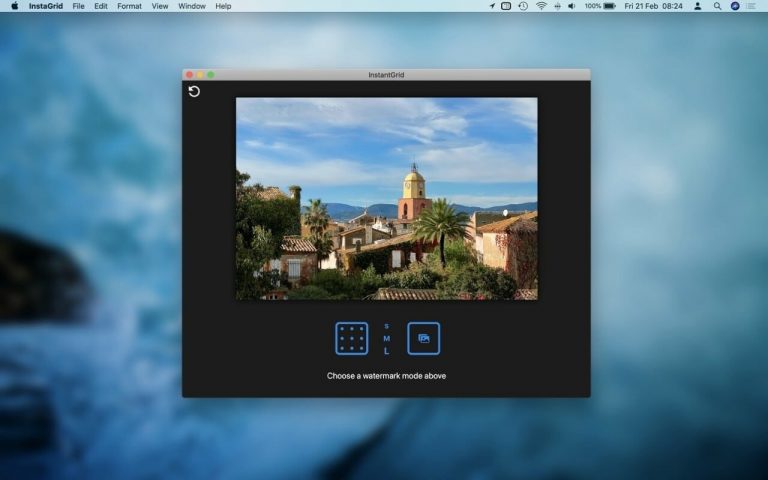 InstaGrid File Edit Format View Window Help 100% Fri 21 Feb 08:24
InstantGrid
S
M
L
Choose a watermark mode above